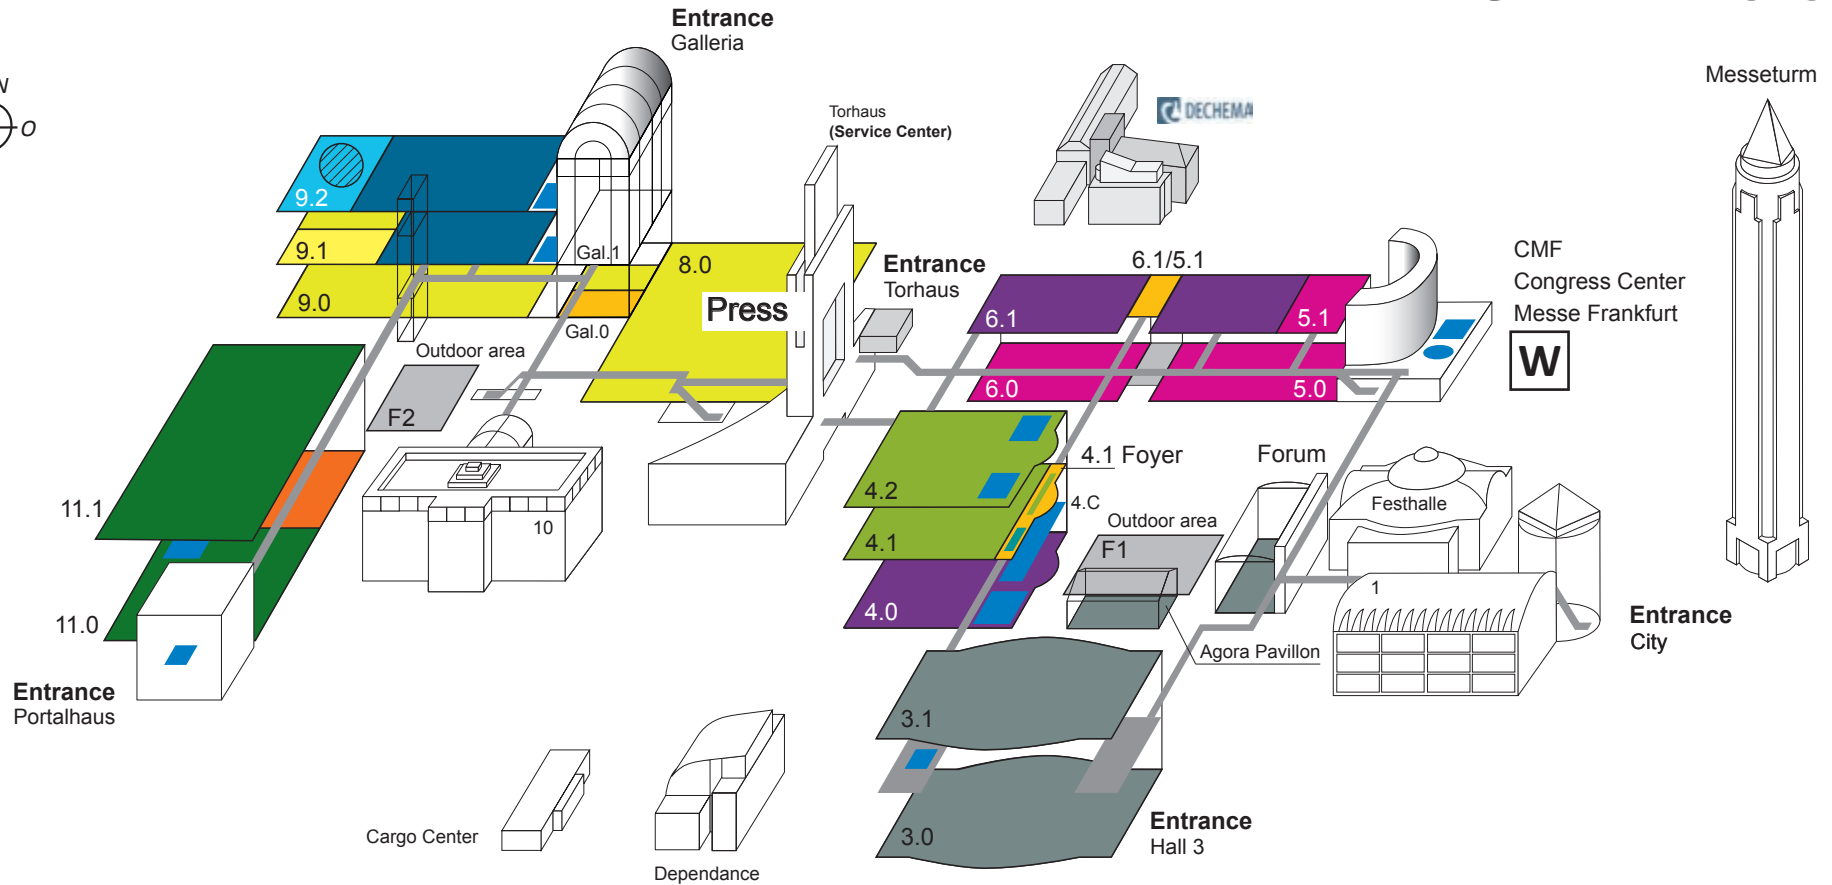 Entrance
Galleria
Messeturm
O
Torhaus
(Service Center)
DECHEMA
9.2
9.1
Gal.1
9.0
Gal.0
8.0
Press
Entrance
Torhaus
6.1/5.1
6.1
5.1
6.0
5.0
CMF
Congress Center
Messe Frankfurt
W
Outdoor area
F2
10
11.1
11.0
4.2
4.1 Foyer
4.C
4.1
4.0
Outdoor area
F1
Forum
Festhalle
1
Agora Pavillon
Entrance
City
Entrance
Portalhaus
3.1
3.0
Entrance
Hall 3
Cargo Center
Dependance